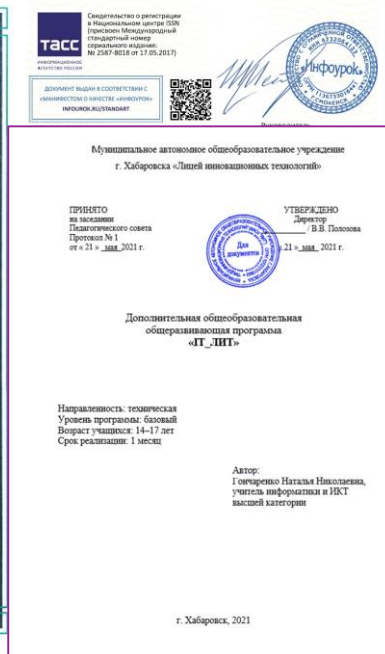 Свидетельство о регистрации
в Национальном центре ISSN
(присвоен Международный
стандартный номер
сериального издания:
№ 2587-8018 от 17.05.2017)
ТАСС
ИНФОРМАЦИОННОЕ
АГЕНТСТВО РОССИИ
ДОКУМЕНТ ВЫДАН В СООТВЕТСТВИИ С
«МАНИФЕСТОМ О КАЧЕСТВЕ «ИНФОУРОК»
INFOUROK.RU/STANDART
Инфоурок
Муниципальное автономное общеобразовательное учреждение
г. Хабаровска «Лицей инновационных технологий»
ПРИНЯТО
на заседании
Педагогического совета
Протокол № 1
от « 21 » мая 2021 г.
УТВЕРЖДЕНО
Директор
/ В.В. Полозова
« 21 » мая 2021 г.
Для
документов
Дополнительная общеобразовательная
общеразвивающая программа
«IT_ЛИТ»
Направленность: техническая
Уровень программы: базовый
Возраст учащихся: 14–17 лет
Срок реализации: 1 месяц
Автор:
Гончаренко Наталья Николаевна,
учитель информатики и ИКТ
высшей категории
г. Хабаровск, 2021